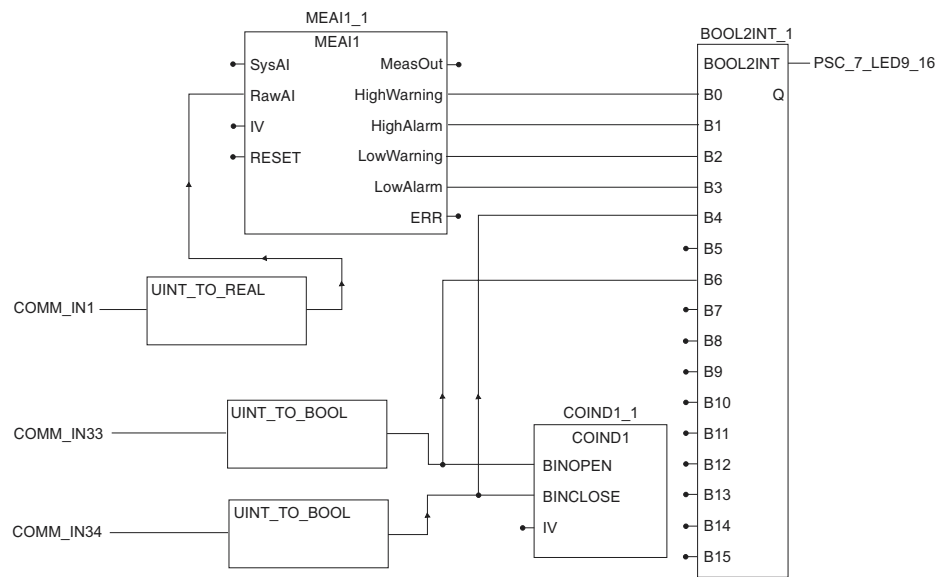 MEAI1_1
MEAI1
SysAI
MeasOut
RawAI
HighWarning
IV
HighAlarm
RESET
LowWarning
LowAlarm
ERR
UINT_TO_REAL
COMM_IN1
UINT_TO_BOOL
COMM_IN33
UINT_TO_BOOL
COMM_IN34
COIND1_1
COIND1
BINOPEN
BINCLOSE
IV
BOOL2INT_1
BOOL2INT
PSC_7_LED9_16
B0
Q
B1
B2
B3
B4
B5
B6
B7
B8
B9
B10
B11
B12
B13
B14
B15